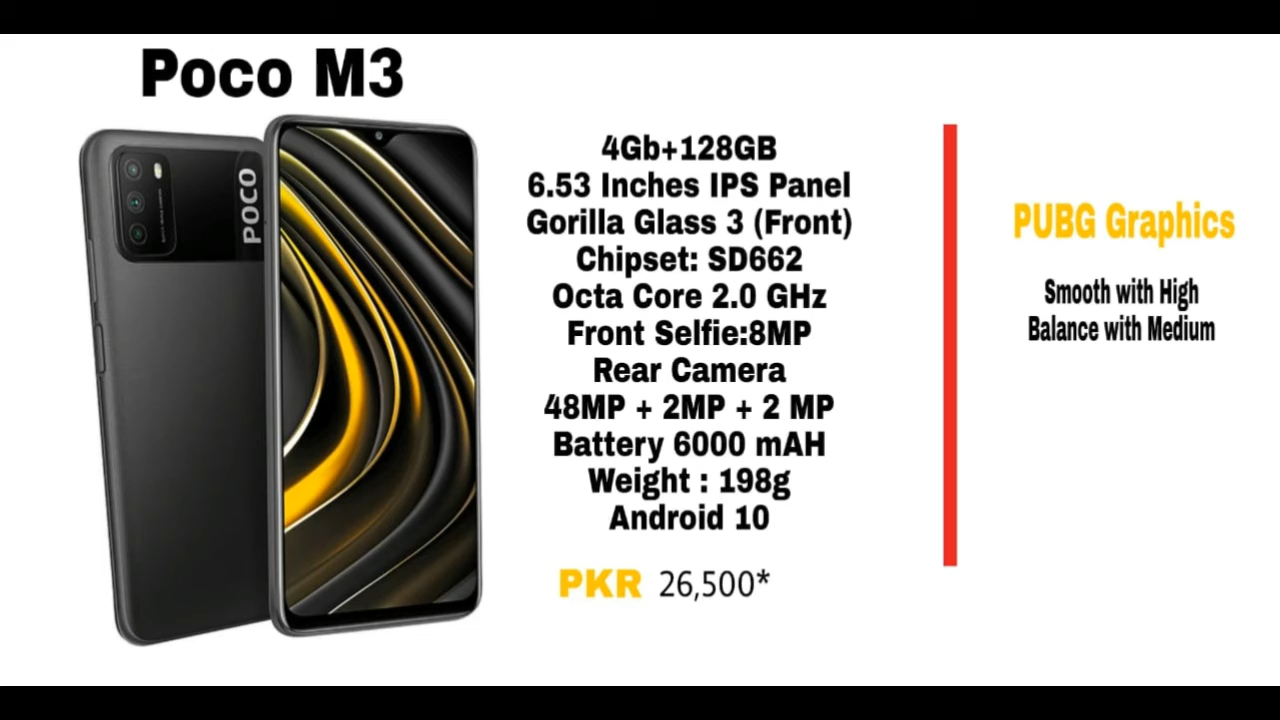 Poco M3
POCO
4Gb+128GB
6.53 Inches IPS Panel
Gorilla Glass 3 (Front)
Chipset: SD662
Octa Core 2.0 GHz
Front Selfie:8MP
Rear Camera
48MP + 2MP + 2 MP
Battery 6000 mAH
Weight : 198g
Android 10
PKR 26,500*
PUBG Graphics
Smooth with High
Balance with Medium